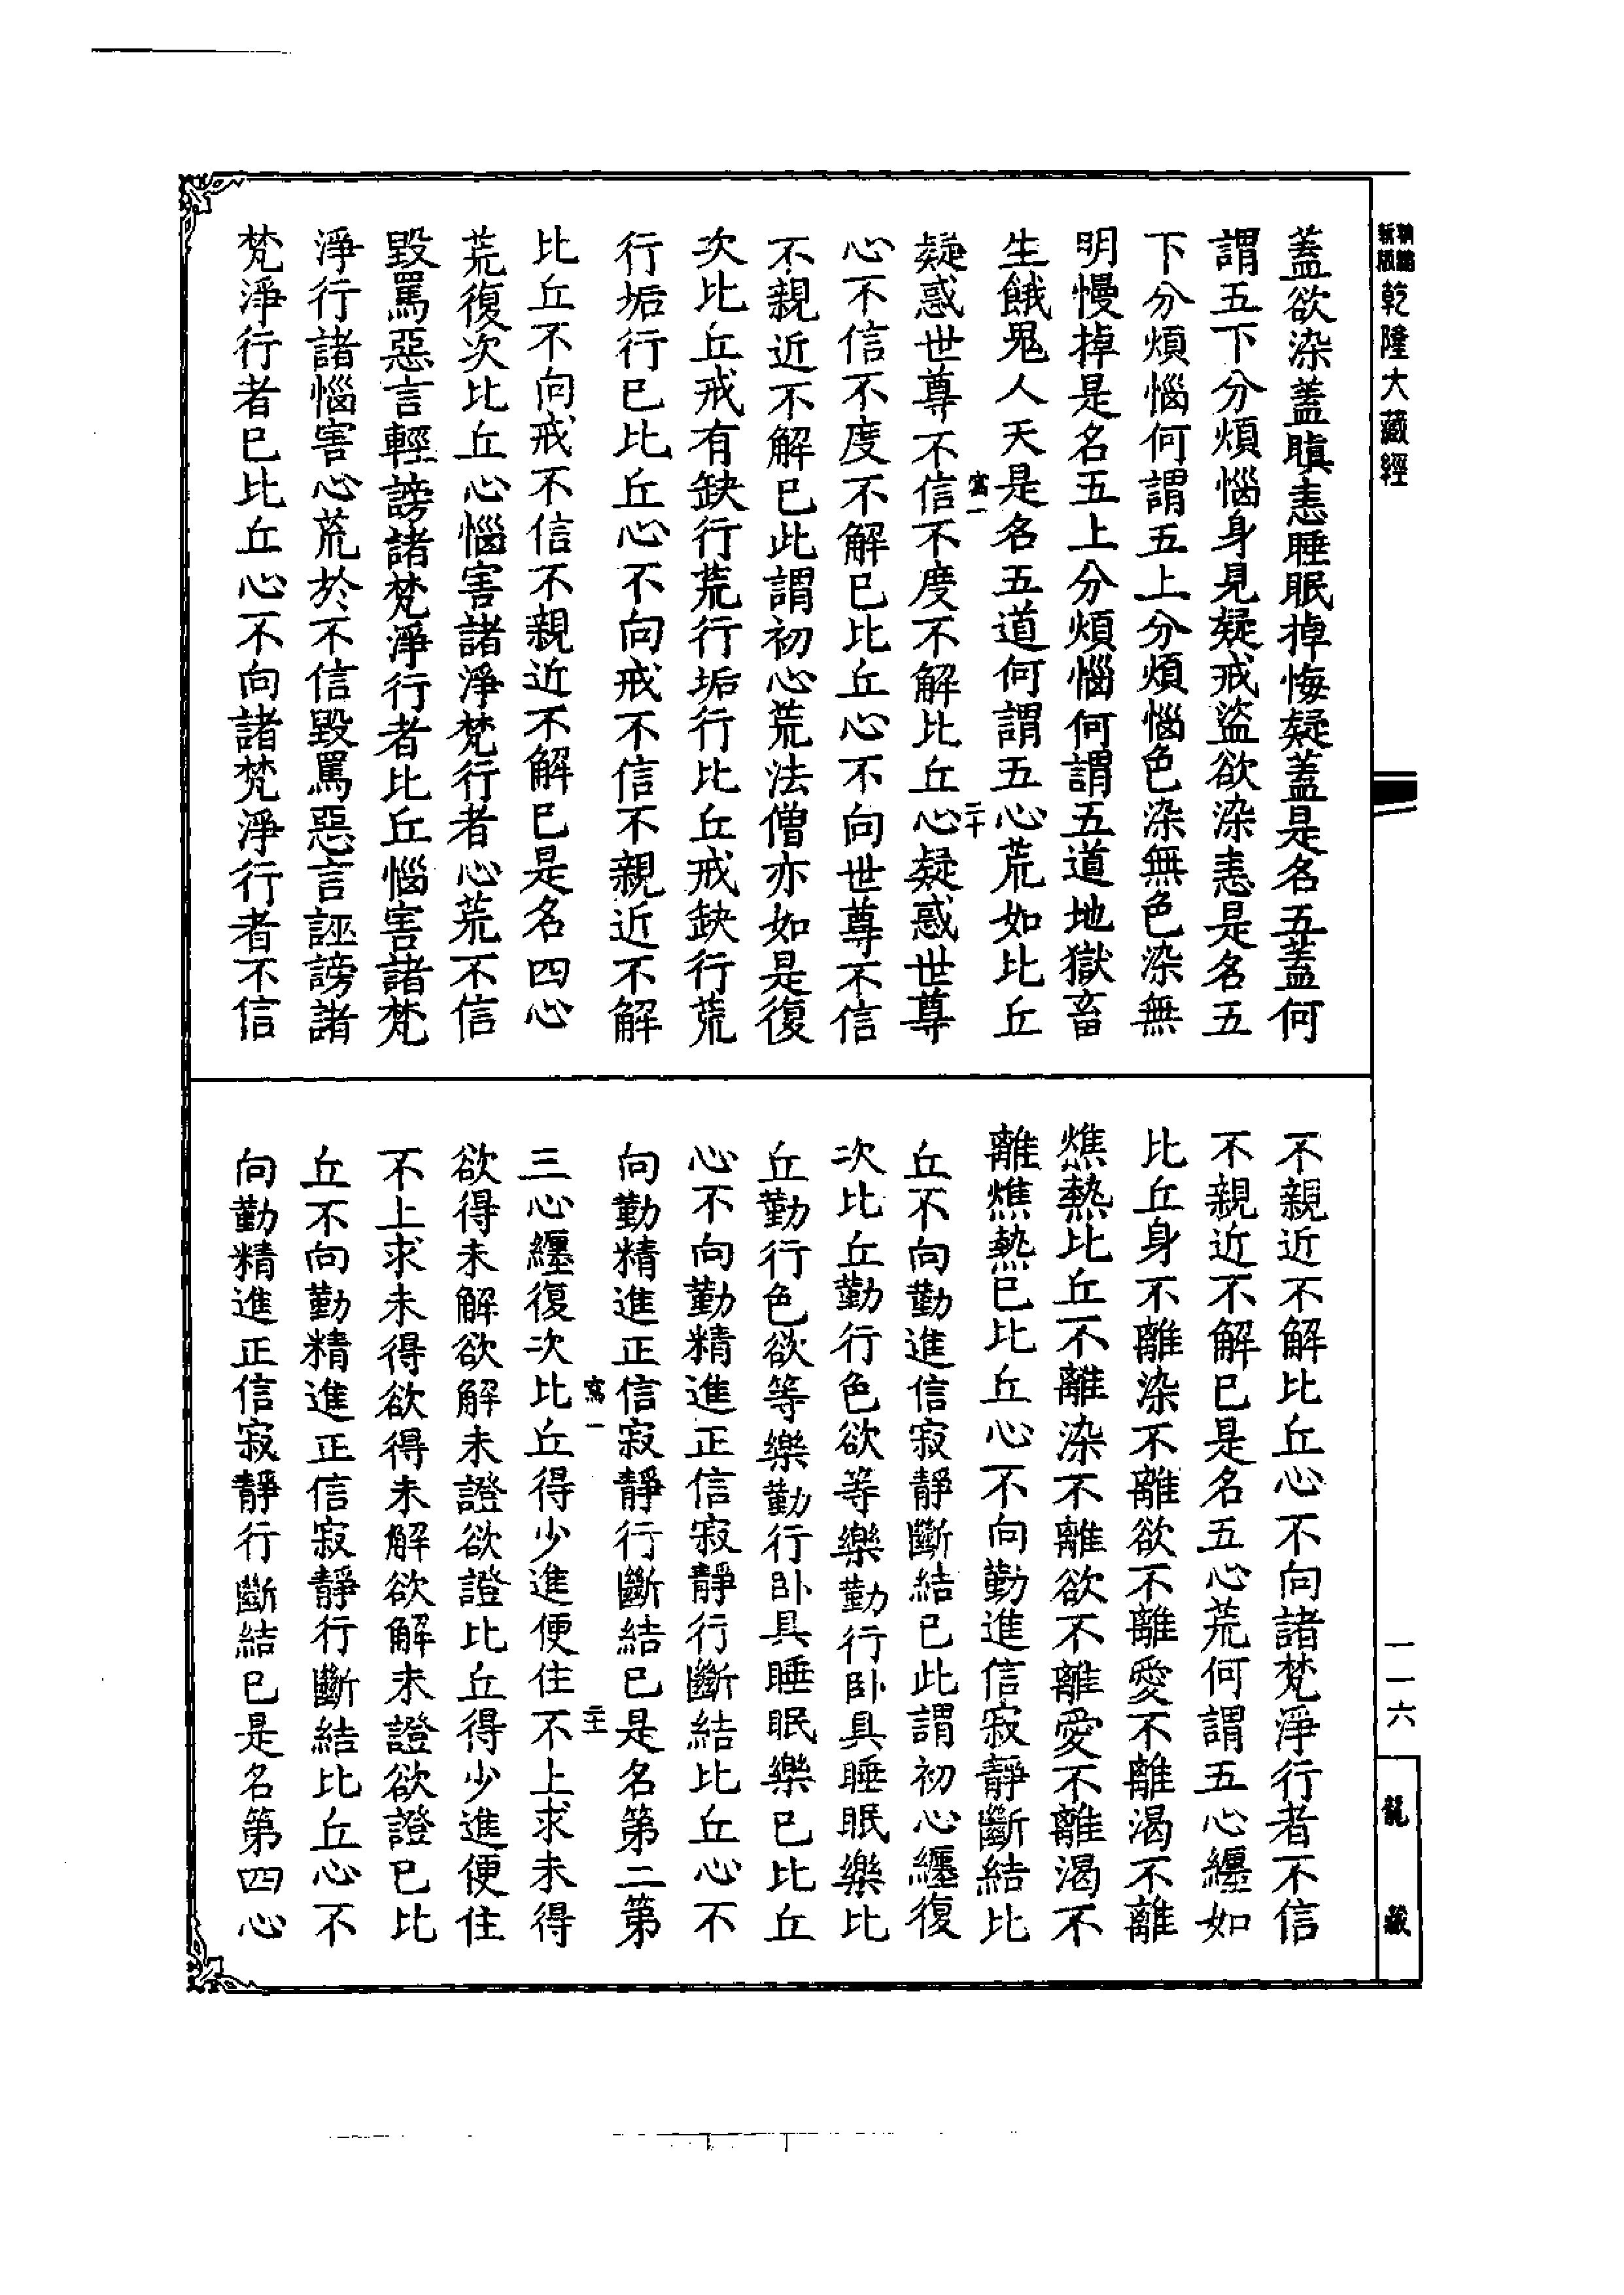 新編縮版乾隆大藏經
蓋欲染蓋瞋恚睡眠掉悔疑蓋是名五蓋何
謂五下分煩惱身見疑戒盜欲染恚是名五
下分煩惱何謂五上分煩惱色染無色染無
明慢掉是名五上分煩惱何謂五道地獄畜
生餓鬼人天是名五道何謂五心荒如比丘
寫一 二十
疑惑世尊不信不度不解比丘心疑惑世尊
心不信不度不解已比丘心不向世尊不信
不親近不解已此謂初心荒法僧亦如是復
次比丘戒有缺行荒行垢行比丘戒缺行荒
行垢行已比丘心不向戒不信不親近不解
比丘不向戒不信不親近不解已是名四心
荒復次比丘心惱害諸淨梵行者心荒不信
毀罵惡言輕謗諸梵淨行者比丘惱害諸梵
淨行諸惱害心荒於不信毀罵惡言誣謗諸
梵淨行者已比丘心不向諸梵淨行者不信
不親近不解比丘心不向諸梵淨行者不信
不親近不解已是名五心荒何謂五心纏如
比丘身不離染不離欲不離愛不離渴不離
燋熱比丘不離染不離欲不離愛不離渴不
離燋熱已比丘心不向勤進信寂靜斷結比
丘不向勤進信寂靜斷結已此謂初心纏復
次比丘勤行色欲等樂勤行臥具睡眠樂比
丘勤行色欲等樂勤行臥具睡眠樂已比丘
心不向勤精進正信寂靜行斷結比丘心不
向勤精進正信寂靜行斷結已是名第二第
寫一 二十一
三心纏復次比丘得少進便住不上求未得
欲得未解欲解未證欲證比丘得少進便住
不上求未得欲得未解欲解未證欲證已比
丘不向勤精進正信寂靜行斷結比丘心不
向勤精進正信寂靜行斷結已是名第四心
一一六
龍藏